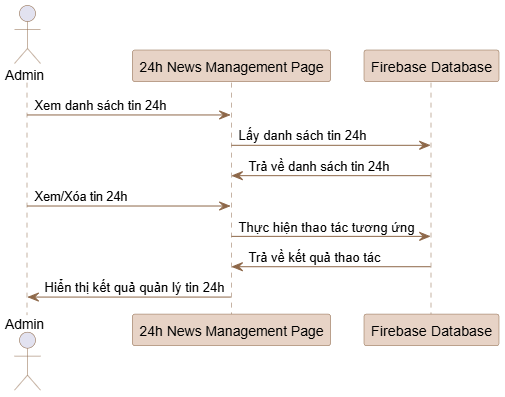 Admin
24h News Management Page
Firebase Database
Xem danh sách tin 24h
Lấy danh sách tin 24h
Trả về danh sách tin 24h
Xem/Xóa tin 24h
Thực hiện thao tác tương ứng
Trả về kết quả thao tác
Hiển thị kết quả quản lý tin 24h
Admin
24h News Management Page
Firebase Database